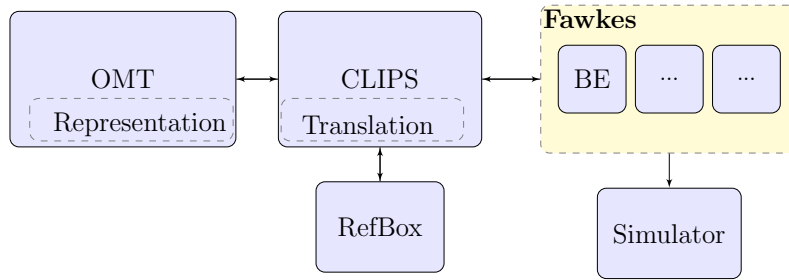 Fawkes
OMT
CLIPS
BE
...
...
Representation
Translation
RefBox
Simulator